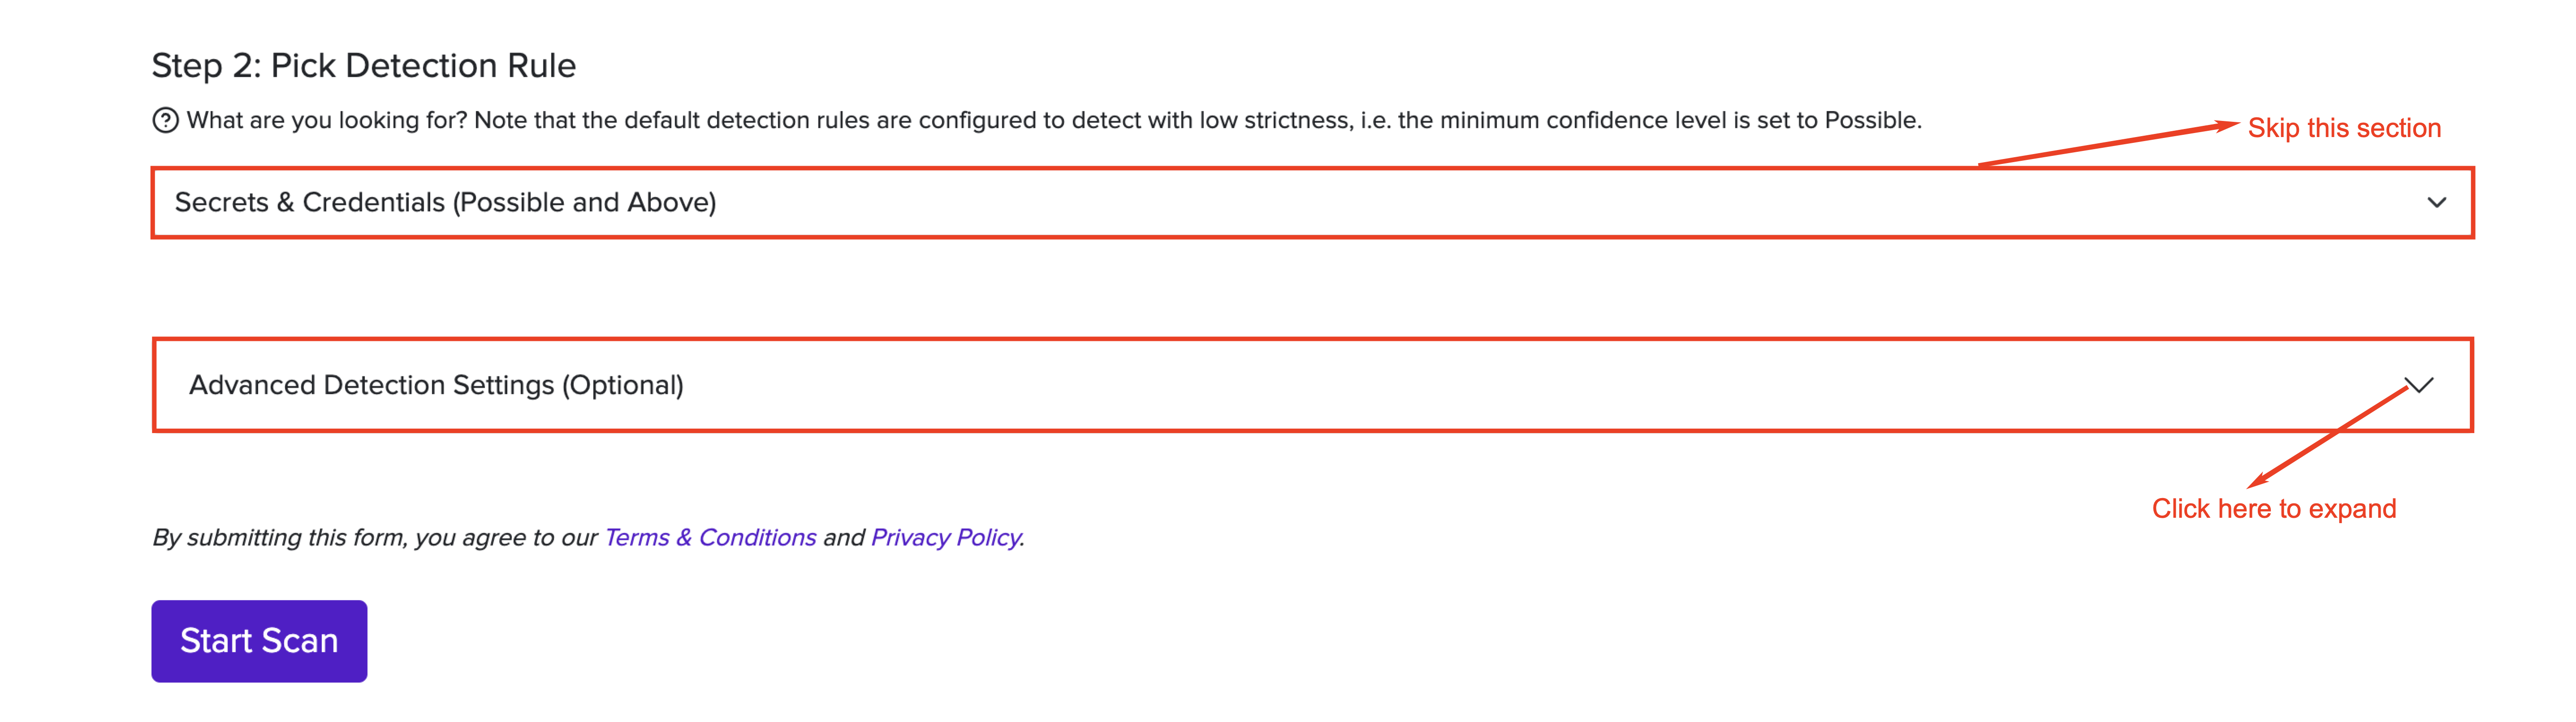 Step 2: Pick Detection Rule
What are you looking for? Note that the default detection rules are configured to detect with low strictness, i.e. the minimum confidence level is set to Possible.
Skip this section
Secrets & Credentials (Possible and Above)
Advanced Detection Settings (Optional)
Click here to expand
By submitting this form, you agree to our Terms & Conditions and Privacy Policy.
Start Scan